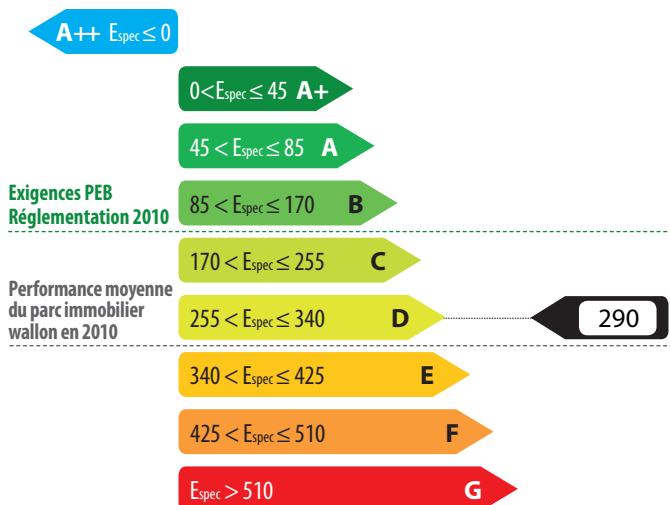 A++ Espec ≤ 0
0<Espec ≤ 45 A+
45 < Espec ≤ 85 A
Exigences PEB
Réglementation 2010
85 < Espec ≤ 170 B
170 < Espec ≤ 255 C
Performance moyenne
du parc immobilier
wallon en 2010
255 < Espec ≤ 340 D
290
340 < Espec ≤ 425 E
425 < Espec ≤ 510 F
Espec > 510 G